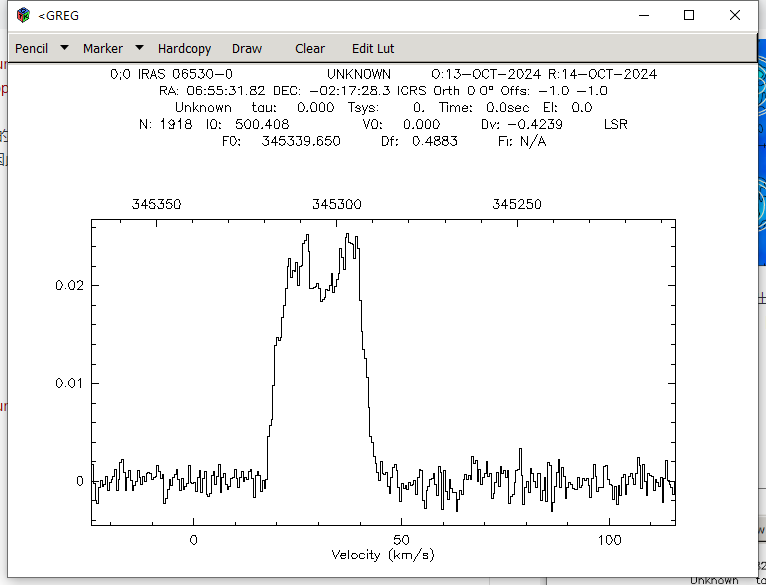 <GREG
Pencil Marker Hardcopy Draw Clear Edit Lut
0;0 IRAS 06530-0 UNKNOWN O:13-OCT-2024 R:14-OCT-2024
RA: 06:55:31.82 DEC: -02:17:28.3 ICRS Orth 0.0° Offs: -1.0 -1.0
Unknown tau: 0.000 Tsys: 0. Time: 0.0sec El: 0.0
N: 1918 I0: 500.408 V0: 0.000 Dv: -0.4239 LSR
F0: 345339.650 Df: 0.4883 Fi: N/A
345350 345300 345250
0.02
0.01
0
0 50 100
Velocity (km/s)
Unknown